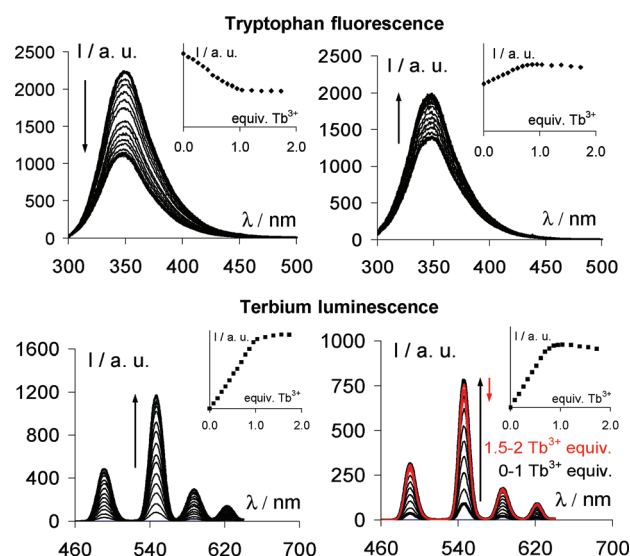 Tryptophan fluorescence
I / a. u.
2500
2000
1500
1000
500
0
300 350 400 450 500
λ / nm
I / a. u.
equiv. Tb³⁺
0.0 1.0 2.0
I / a. u.
2500
2000
1500
1000
500
0
300 350 400 450 500
λ / nm
I / a. u.
equiv. Tb³⁺
0.0 1.0 2.0
Terbium luminescence
I / a. u.
1600
1200
800
400
0
460 540 620 700
λ / nm
I / a. u.
equiv. Tb³⁺
0.0 1.0 2.0
I / a. u.
1000
750
500
250
0
460 540 620 700
λ / nm
I / a. u.
equiv. Tb³⁺
0.0 1.0 2.0
1.5-2 Tb³⁺ equiv.
0-1 Tb³⁺ equiv.